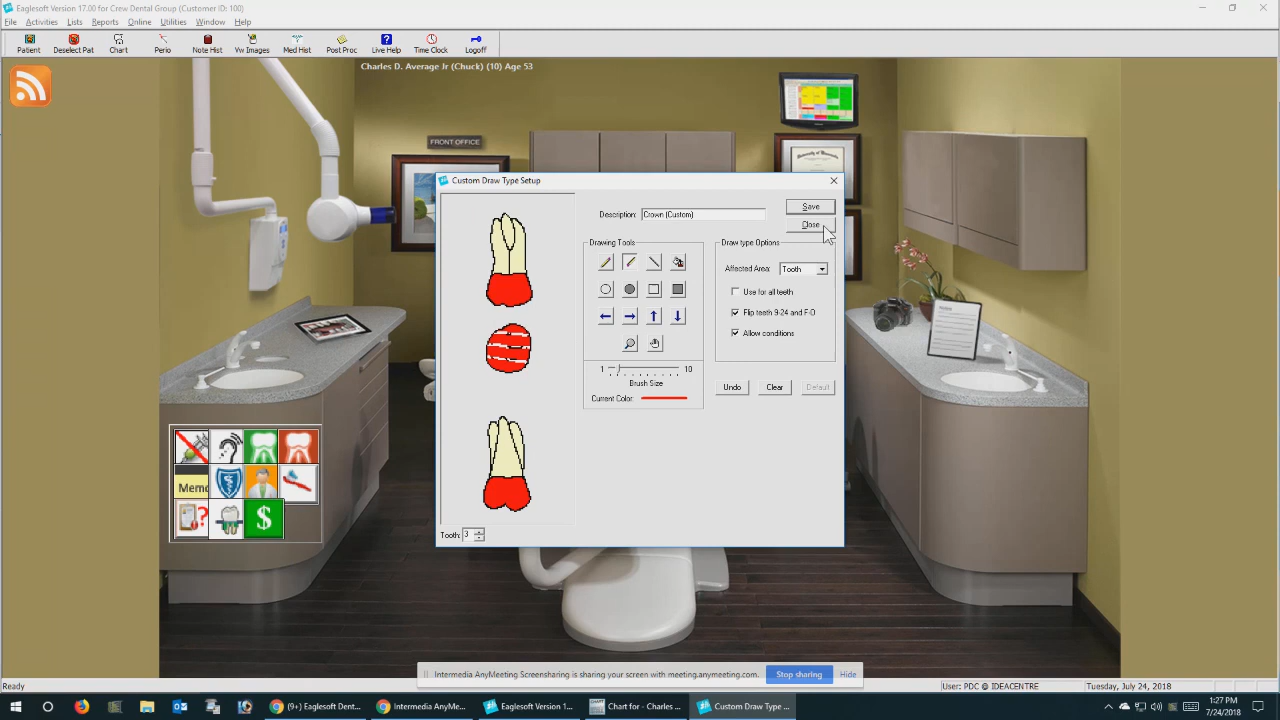 Eaglesoft Version 17.00 for Crew Dental Group (Customer ID: 100)
File Activities Lists Reports Online Utilities Window Help
Patient Deselect Pat Chart Perio Note Hist Vw Images Med Hist Post Proc Live Help Time Clock Logoff
Charles D. Average Jr (Chuck) (10) Age 53
FRONT OFFICE
Custom Draw Type Setup
Description: Crown (Custom)
Save
Close
Drawing Tools
Draw type Options
Affected Area: Tooth
Use for all teeth
Flip teeth 9-24 and F-O
Allow conditions
1 10
Brush Size
Current Color:
Undo Clear Default
Memo
Tooth: 3
Intermedia AnyMeeting Screensharing is sharing your screen with meeting.anymeeting.com. Stop sharing Hide
Ready
User: PDC @ IDEACENTRE
Tuesday, July 24, 2018
(9+) Eaglesoft Dent...
Intermedia AnyMe...
Eaglesoft Version 1...
Chart for - Charles ...
Custom Draw Type ...
1:27 PM
7/24/2018